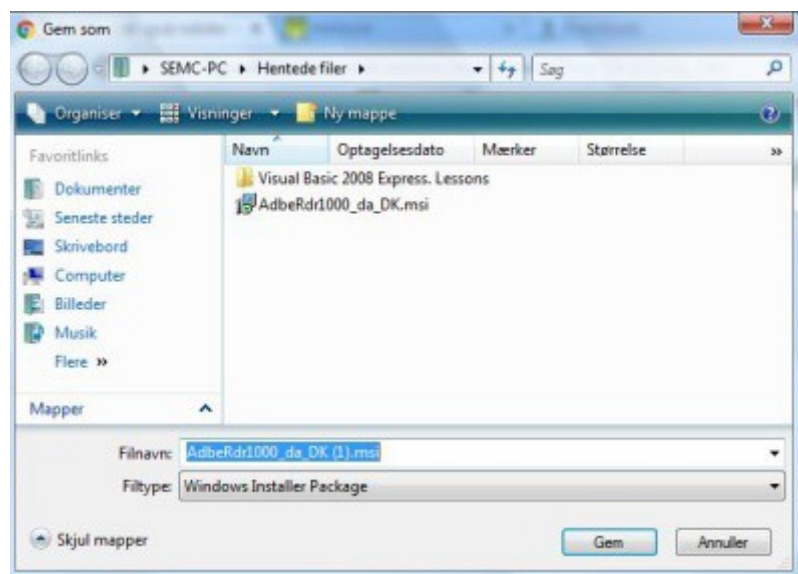 Gem som
SEMC-PC Hentede filer Søg
Organiser Visninger Ny mappe
Favoritlinks
Navn Optagelsesdato Mærker Størrelse »
Dokumenter
Visual Basic 2008 Express. Lessons
Seneste steder
AdbeRdr1000_da_DK.msi
Skrivebord
Computer
Billeder
Musik
Flere »
Mapper
Filnavn: AdbeRdr1000_da_DK (1).msi
Filtype: Windows Installer Package
Skjul mapper Gem Annuller